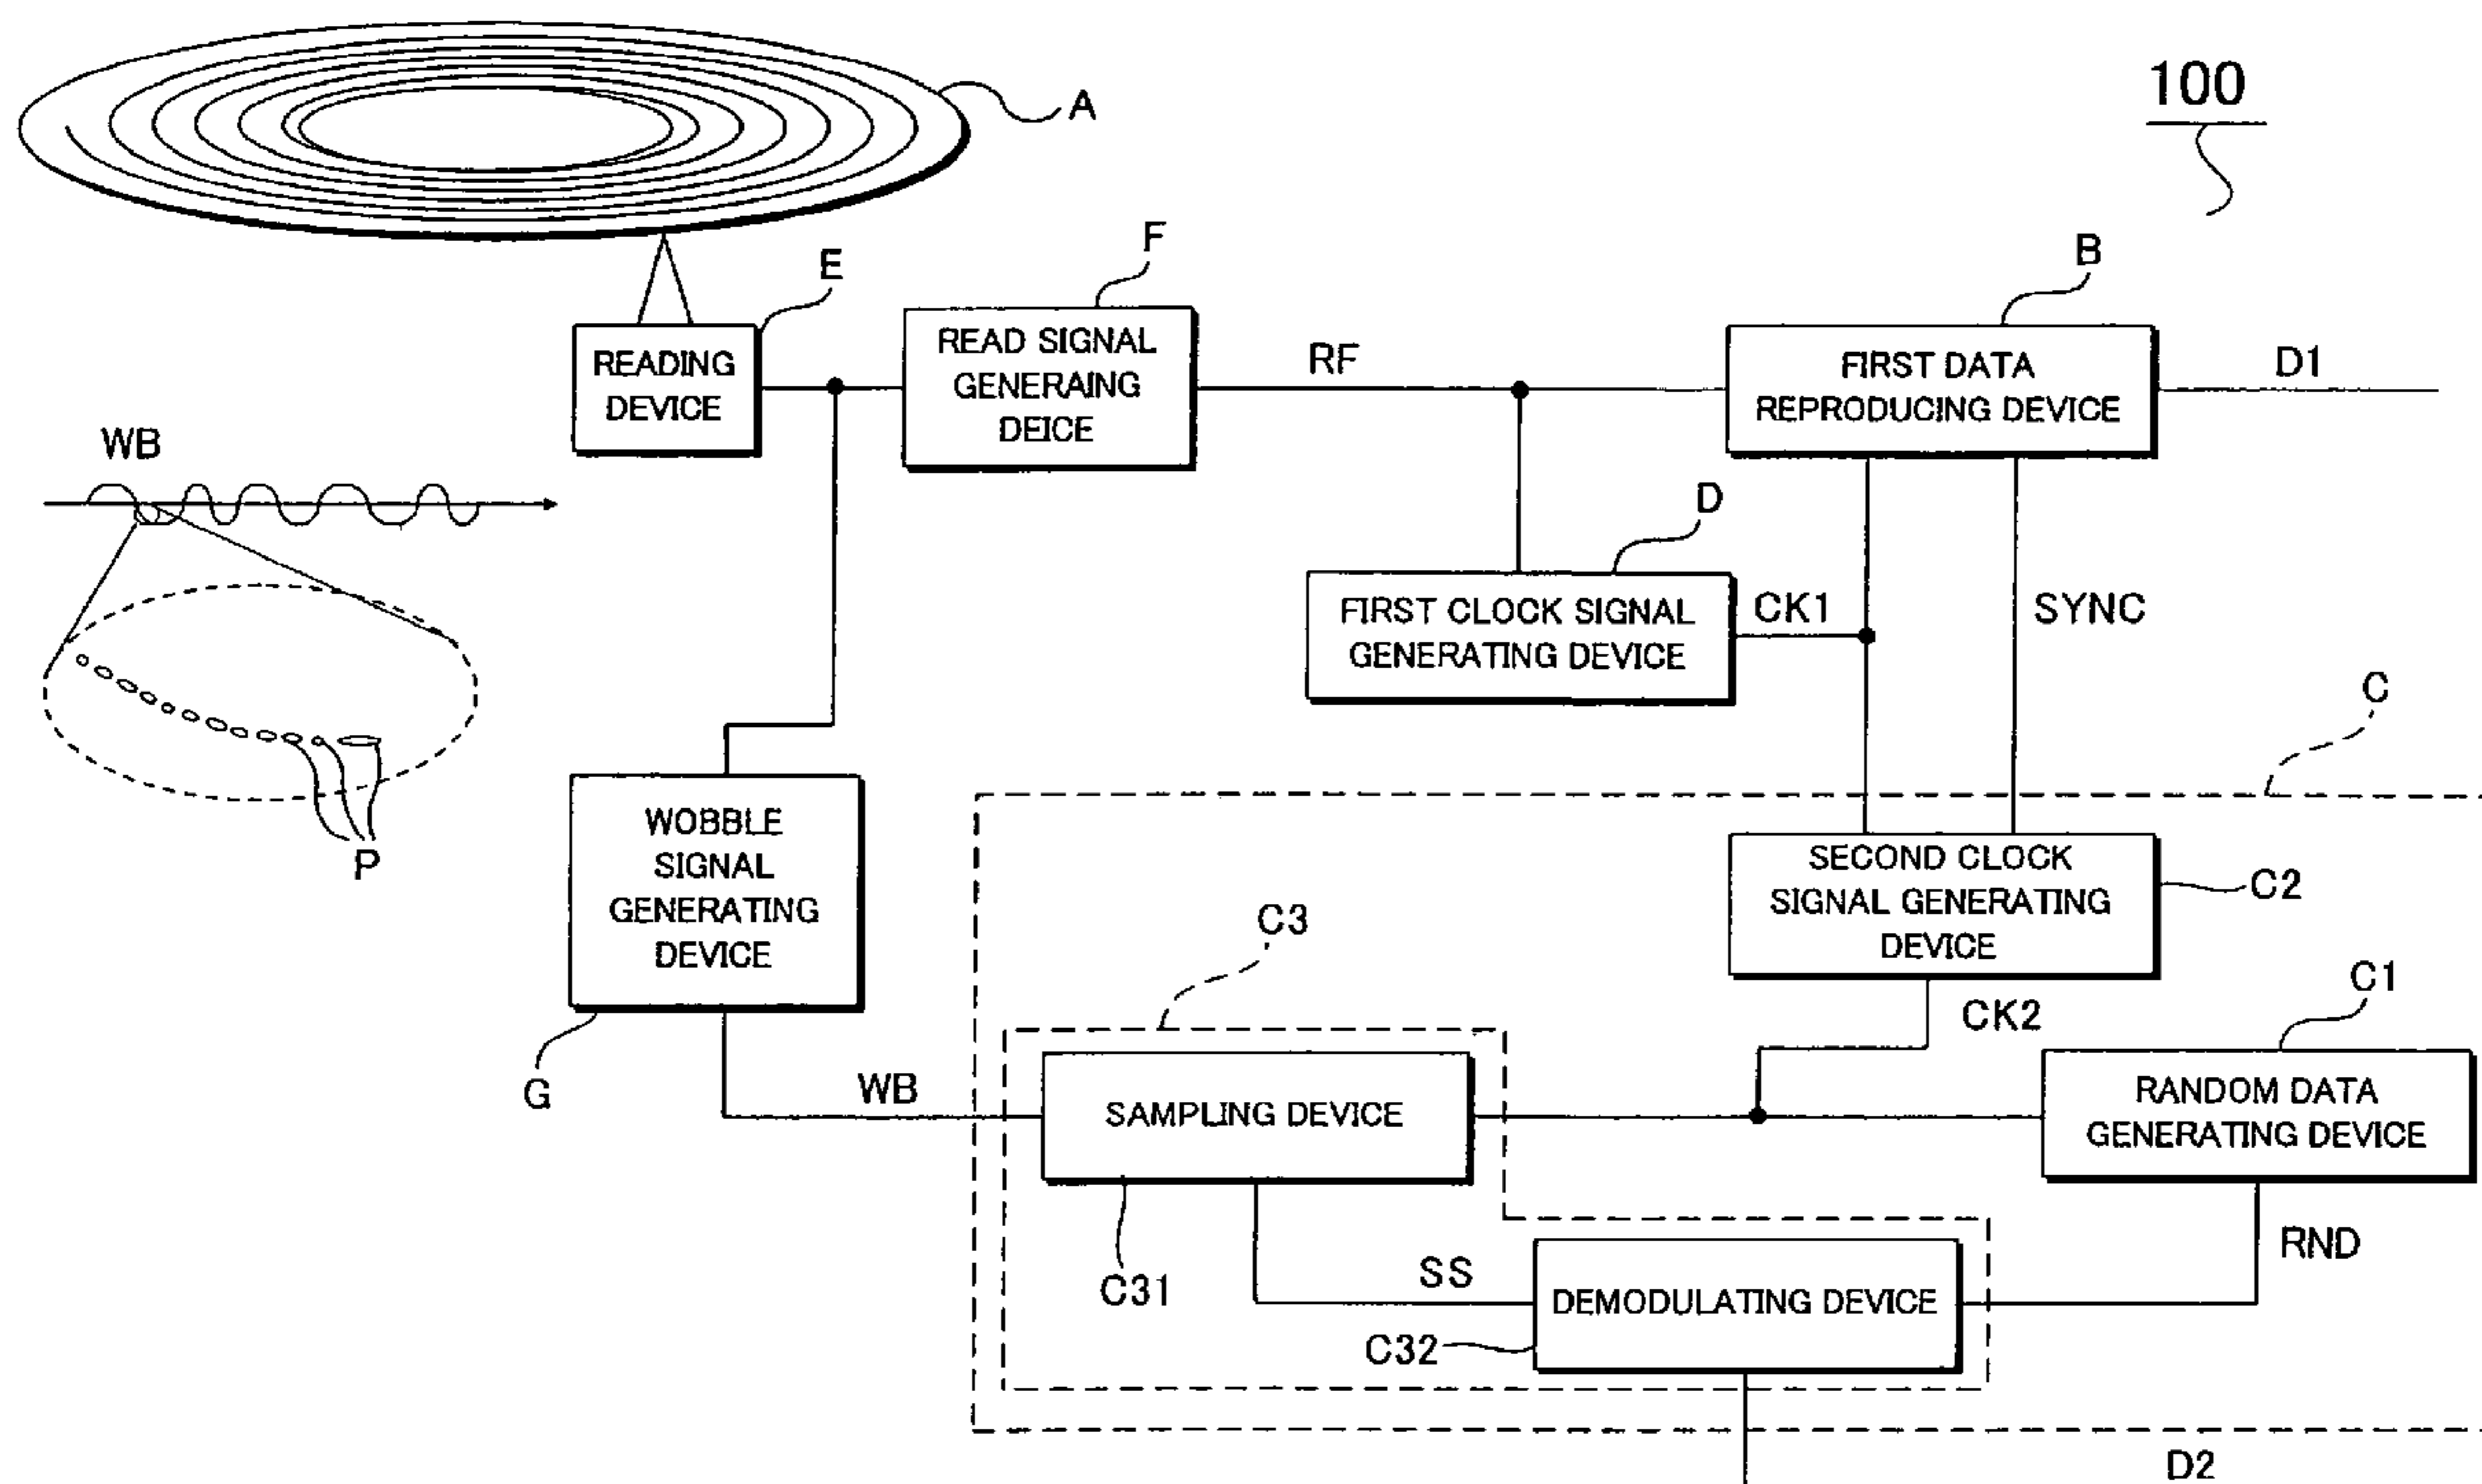 A
100
E
F
B
READING
DEVICE
READ SIGNAL
GENERAING
DEICE
RF
FIRST DATA
REPRODUCING DEVICE
D1
WB
D
FIRST CLOCK SIGNAL
GENERATING DEVICE
CK1
SYNC
C
P
WOBBLE
SIGNAL
GENERATING
DEVICE
SECOND CLOCK
SIGNAL GENERATING
DEVICE
C2
C3
C1
CK2
G
WB
SAMPLING DEVICE
RANDOM DATA
GENERATING DEVICE
C31
SS
RND
DEMODULATING DEVICE
C32
D2